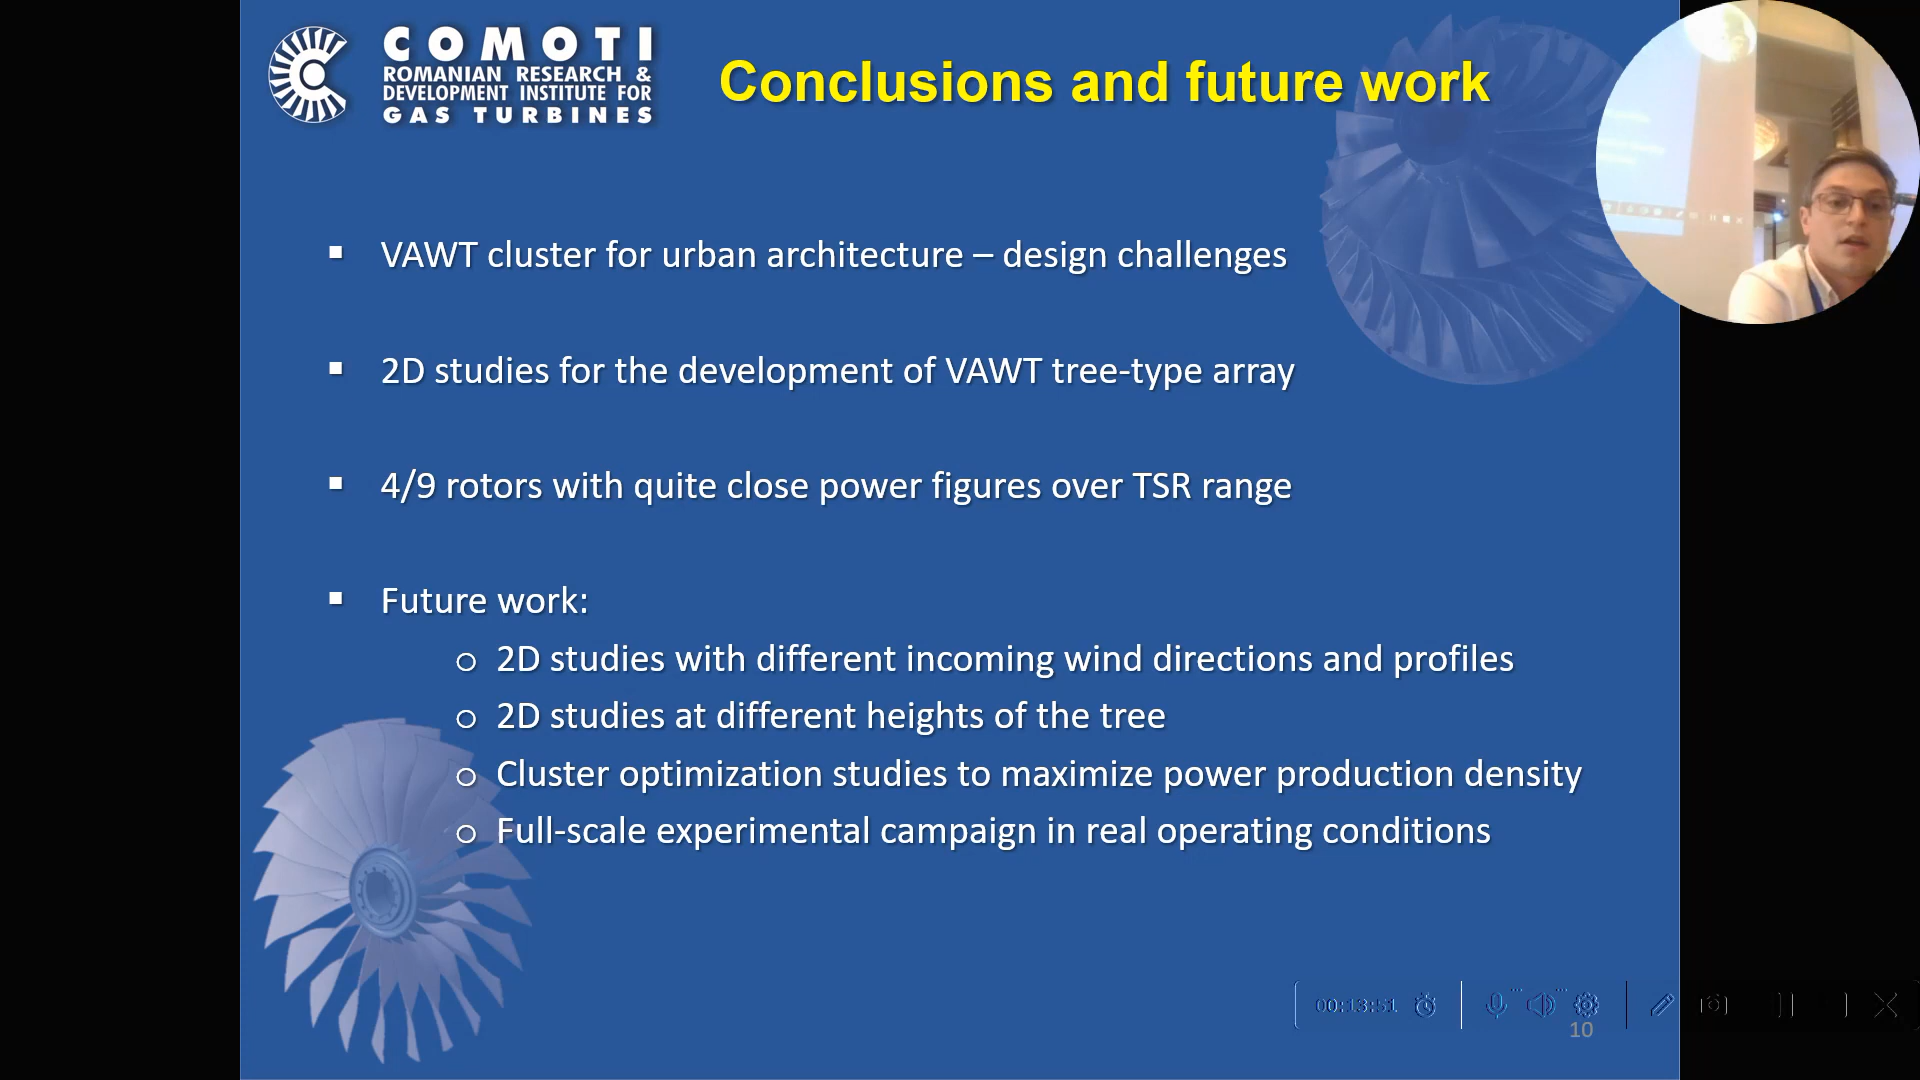 COMOTI
ROMANIAN RESEARCH &
DEVELOPMENT INSTITUTE FOR
GAS TURBINES
Conclusions and future work
▪ VAWT cluster for urban architecture – design challenges
▪ 2D studies for the development of VAWT tree-type array
▪ 4/9 rotors with quite close power figures over TSR range
▪ Future work:
o 2D studies with different incoming wind directions and profiles
o 2D studies at different heights of the tree
o Cluster optimization studies to maximize power production density
o Full-scale experimental campaign in real operating conditions
00:13:51
10